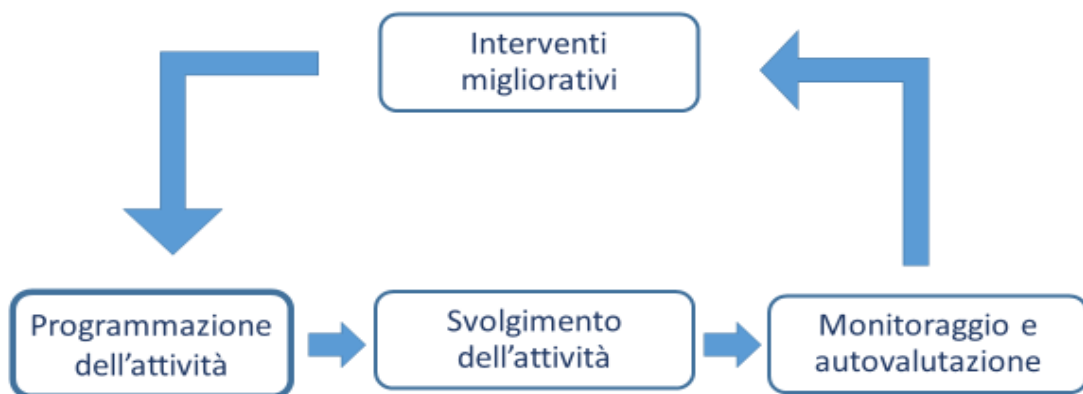 Interventi
migliorativi
Programmazione
dell’attività
Svolgimento
dell’attività
Monitoraggio e
autovalutazione